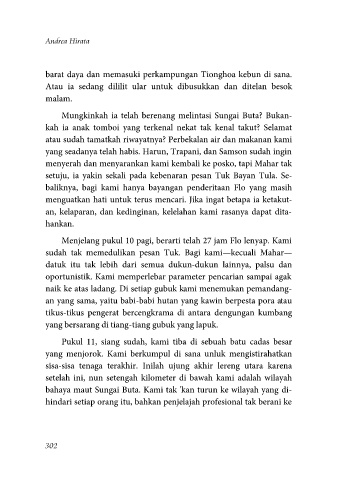 Andrea Hirata
barat daya dan memasuki perkampungan Tionghoa kebun di sana.
Atau ia sedang dililit ular untuk dibusukkan dan ditelan besok
malam.
Mungkinkah ia telah berenang melintasi Sungai Buta? Bukan-
kah ia anak tomboi yang terkenal nekat tak kenal takut? Selamat
atau sudah tamatkah riwayatnya? Perbekalan air dan makanan kami
yang seadanya telah habis. Harun, Trapani, dan Samson sudah ingin
menyerah dan menyarankan kami kembali ke posko, tapi Mahar tak
setuju, ia yakin sekali pada kebenaran pesan Tuk Bayan Tula. Se-
baliknya, bagi kami hanya bayangan penderitaan Flo yang masih
menguatkan hati untuk terus mencari. Jika ingat betapa ia ketakut-
an, kelaparan, dan kedinginan, kelelahan kami rasanya dapat dita-
hankan.
Menjelang pukul 10 pagi, berarti telah 27 jam Flo lenyap. Kami
sudah tak memedulikan pesan Tuk. Bagi kami—kecuali Mahar—
datuk itu tak lebih dari semua dukun-dukun lainnya, palsu dan
oportunistik. Kami memperlebar parameter pencarian sampai agak
naik ke atas ladang. Di setiap gubuk kami menemukan pemandang-
an yang sama, yaitu babi-babi hutan yang kawin berpesta pora atau
tikus-tikus pengerat bercengkrama di antara dengungan kumbang
yang bersarang di tiang-tiang gubuk yang lapuk.
Pukul 11, siang sudah, kami tiba di sebuah batu cadas besar
yang menjorok. Kami berkumpul di sana unluk mengistirahatkan
sisa-sisa tenaga terakhir. Inilah ujung akhir lereng utara karena
setelah ini, nun setengah kilometer di bawah kami adalah wilayah
bahaya maut Sungai Buta. Kami tak 'kan turun ke wilayah yang di-
hindari setiap orang itu, bahkan penjelajah profesional tak berani ke
302